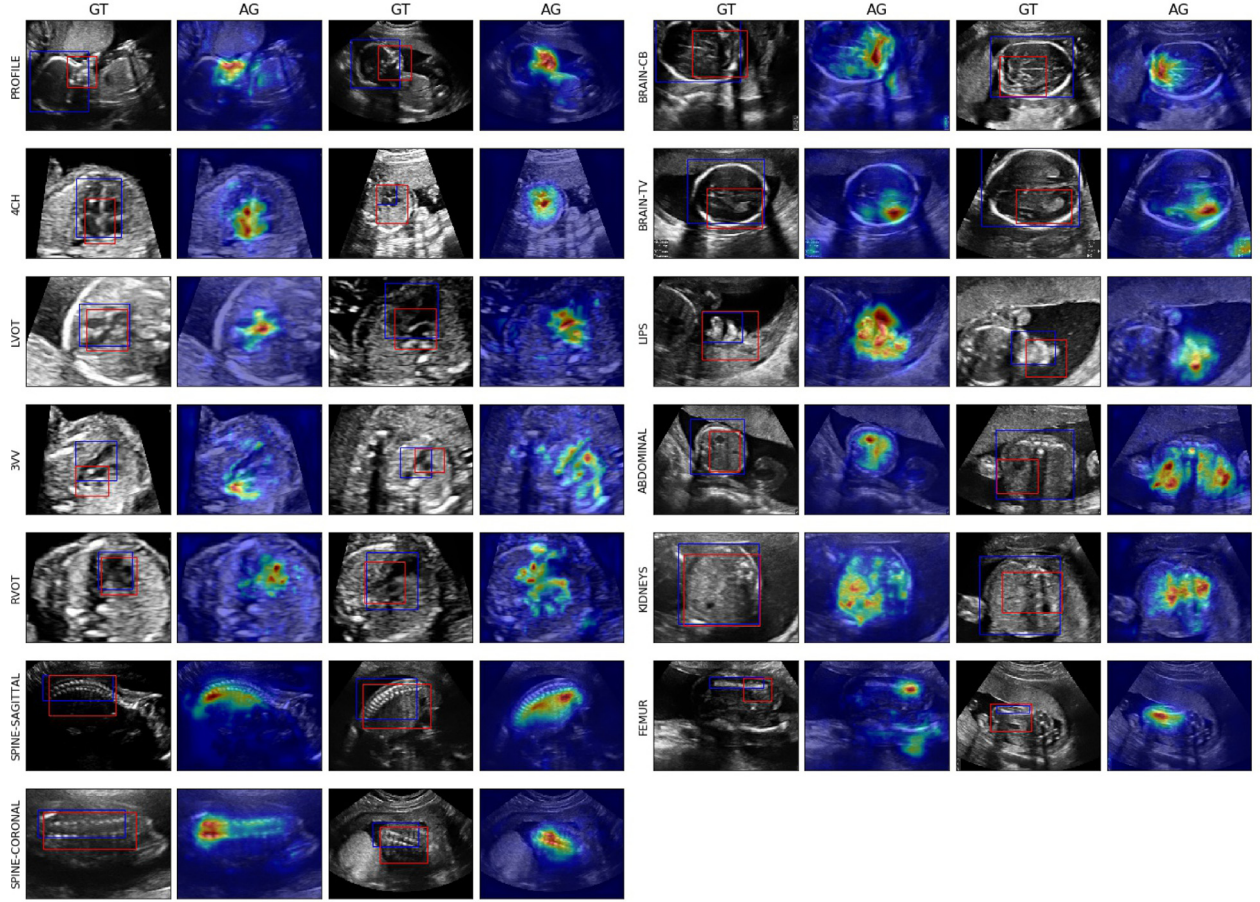 GT AG GT AG GT AG GT AG
PROFILE
BRAIN-CB
4CH
BRAIN-TV
LVOT
LIPS
3VV
ABDOMINAL
RVOT
KIDNEYS
SPINE-SAGITTAL
FEMUR
SPINE-CORONAL